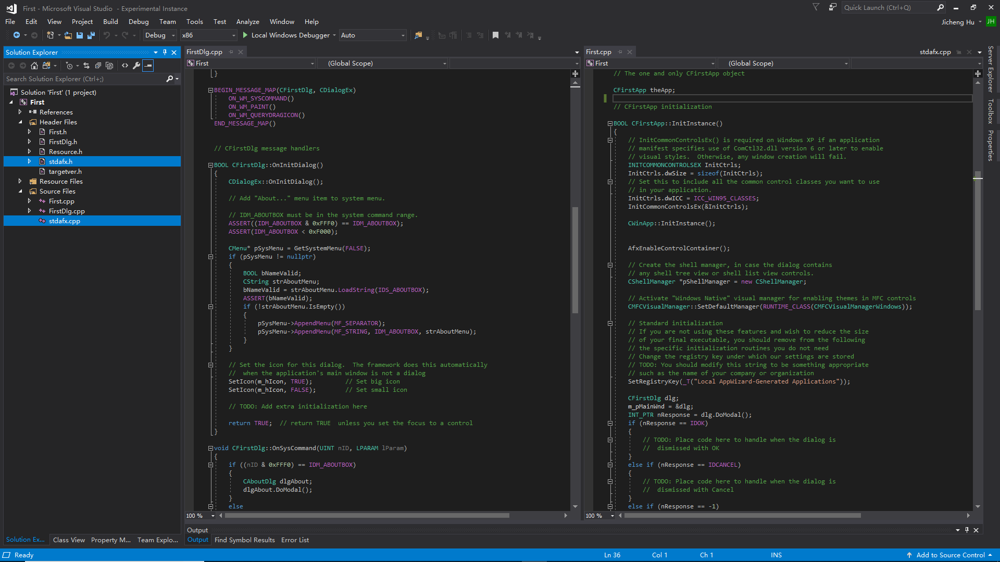 First - Microsoft Visual Studio - Experimental Instance
Quick Launch (Ctrl+Q)
File Edit View Project Build Debug Team Tools Test Analyze Window Help
Jicheng Hu JH
Debug x86 Local Windows Debugger Auto
Solution Explorer
Search Solution Explorer (Ctrl+;)
Solution 'First' (1 project)
First
References
Header Files
First.h
FirstDlg.h
Resource.h
stdafx.h
targetver.h
Resource Files
Source Files
First.cpp
FirstDlg.cpp
stdafx.cpp
Solution Ex... Class View Property M... Team Explo...
FirstDlg.cpp
First (Global Scope)
}
BEGIN_MESSAGE_MAP(CFirstDlg, CDialogEx)
ON_WM_SYSCOMMAND()
ON_WM_PAINT()
ON_WM_QUERYDRAGICON()
END_MESSAGE_MAP()
// CFirstDlg message handlers
BOOL CFirstDlg::OnInitDialog()
{
CDialogEx::OnInitDialog();
// Add "About..." menu item to system menu.
// IDM_ABOUTBOX must be in the system command range.
ASSERT((IDM_ABOUTBOX & 0xFFF0) == IDM_ABOUTBOX);
ASSERT(IDM_ABOUTBOX < 0xF000);
CMenu* pSysMenu = GetSystemMenu(FALSE);
if (pSysMenu != nullptr)
{
BOOL bNameValid;
CString strAboutMenu;
bNameValid = strAboutMenu.LoadString(IDS_ABOUTBOX);
ASSERT(bNameValid);
if (!strAboutMenu.IsEmpty())
{
pSysMenu->AppendMenu(MF_SEPARATOR);
pSysMenu->AppendMenu(MF_STRING, IDM_ABOUTBOX, strAboutMenu);
}
}
// Set the icon for this dialog.  The framework does this automatically
//  when the application's main window is not a dialog
SetIcon(m_hIcon, TRUE);         // Set big icon
SetIcon(m_hIcon, FALSE);        // Set small icon
// TODO: Add extra initialization here
return TRUE;  // return TRUE  unless you set the focus to a control
}
void CFirstDlg::OnSysCommand(UINT nID, LPARAM lParam)
{
if ((nID & 0xFFF0) == IDM_ABOUTBOX)
{
CAboutDlg dlgAbout;
dlgAbout.DoModal();
}
else
100 %
First.cpp stdafx.cpp
First (Global Scope)
// The one and only CFirstApp object
CFirstApp theApp;
// CFirstApp initialization
BOOL CFirstApp::InitInstance()
{
// InitCommonControlsEx() is required on Windows XP if an application
// manifest specifies use of ComCtl32.dll version 6 or later to enable
// visual styles.  Otherwise, any window creation will fail.
INITCOMMONCONTROLSEX InitCtrls;
InitCtrls.dwSize = sizeof(InitCtrls);
// Set this to include all the common control classes you want to use
// in your application.
InitCtrls.dwICC = ICC_WIN95_CLASSES;
InitCommonControlsEx(&InitCtrls);
CWinApp::InitInstance();
AfxEnableControlContainer();
// Create the shell manager, in case the dialog contains
// any shell tree view or shell list view controls.
CShellManager *pShellManager = new CShellManager;
// Activate "Windows Native" visual manager for enabling themes in MFC controls
CMFCVisualManager::SetDefaultManager(RUNTIME_CLASS(CMFCVisualManagerWindows));
// Standard initialization
// If you are not using these features and wish to reduce the size
// of your final executable, you should remove from the following
// the specific initialization routines you do not need
// Change the registry key under which our settings are stored
// TODO: You should modify this string to be something appropriate
// such as the name of your company or organization
SetRegistryKey(_T("Local AppWizard-Generated Applications"));
CFirstDlg dlg;
m_pMainWnd = &dlg;
INT_PTR nResponse = dlg.DoModal();
if (nResponse == IDOK)
{
// TODO: Place code here to handle when the dialog is
//  dismissed with OK
}
else if (nResponse == IDCANCEL)
{
// TODO: Place code here to handle when the dialog is
//  dismissed with Cancel
}
else if (nResponse == -1)
100 %
Server Explorer
Toolbox
Properties
Output
Output Find Symbol Results Error List
Ready Ln 36 Col 1 Ch 1 INS Add to Source Control